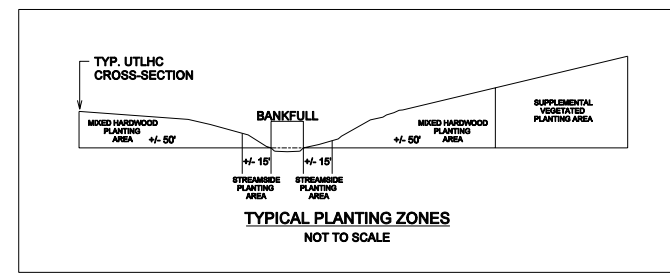 TYP. UTLHC
CROSS-SECTION
BANKFULL
MIXED HARDWOOD
PLANTING
AREA
+/- 50'
+/- 50'
MIXED HARDWOOD
PLANTING
AREA
SUPPLEMENTAL
VEGETATED
PLANTING AREA
+/- 15'
+/- 15'
STREAMSIDE
PLANTING
AREA
STREAMSIDE
PLANTING
AREA
TYPICAL PLANTING ZONES
NOT TO SCALE